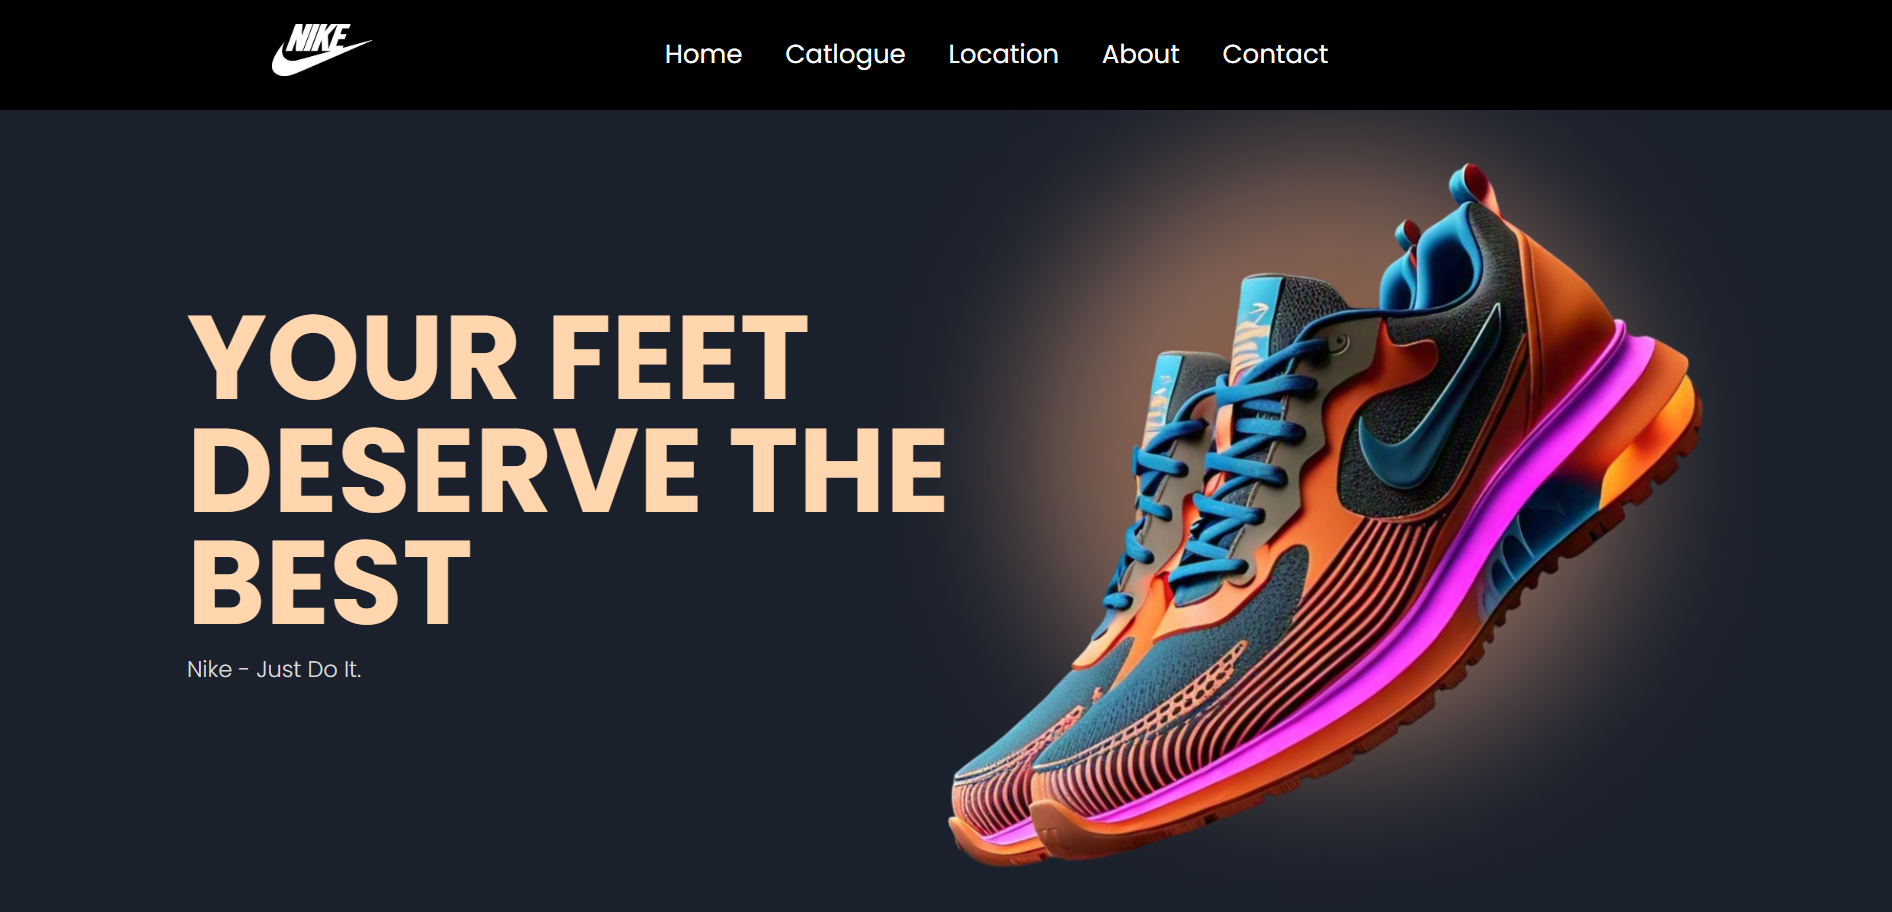 NIKE
Home Catlogue Location About Contact
YOUR FEET
DESERVE THE
BEST
Nike - Just Do It.